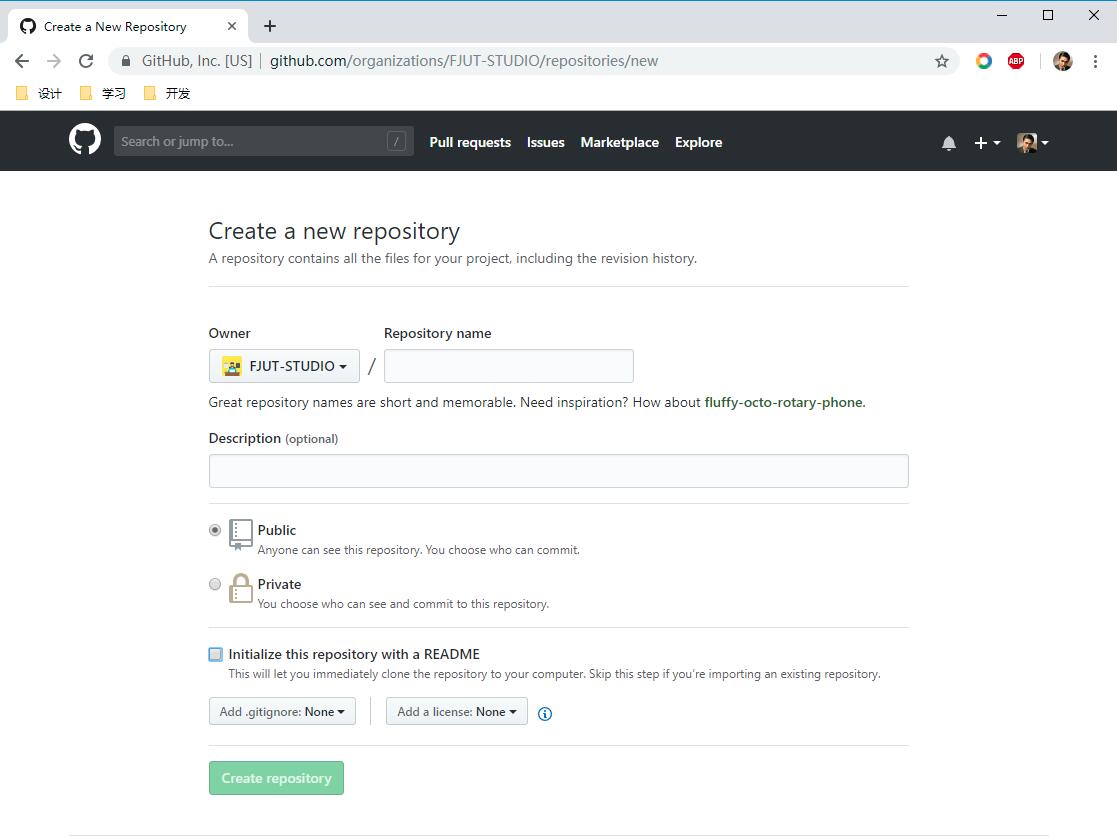 Create a New Repository
GitHub, Inc. [US] | github.com/organizations/FJUT-STUDIO/repositories/new
ABP
设计 学习 开发
Search or jump to... / Pull requests Issues Marketplace Explore
Create a new repository
A repository contains all the files for your project, including the revision history.
Owner Repository name
FJUT-STUDIO /
Great repository names are short and memorable. Need inspiration? How about fluffy-octo-rotary-phone.
Description (optional)
Public
Anyone can see this repository. You choose who can commit.
Private
You choose who can see and commit to this repository.
Initialize this repository with a README
This will let you immediately clone the repository to your computer. Skip this step if you're importing an existing repository.
Add .gitignore: None Add a license: None
Create repository